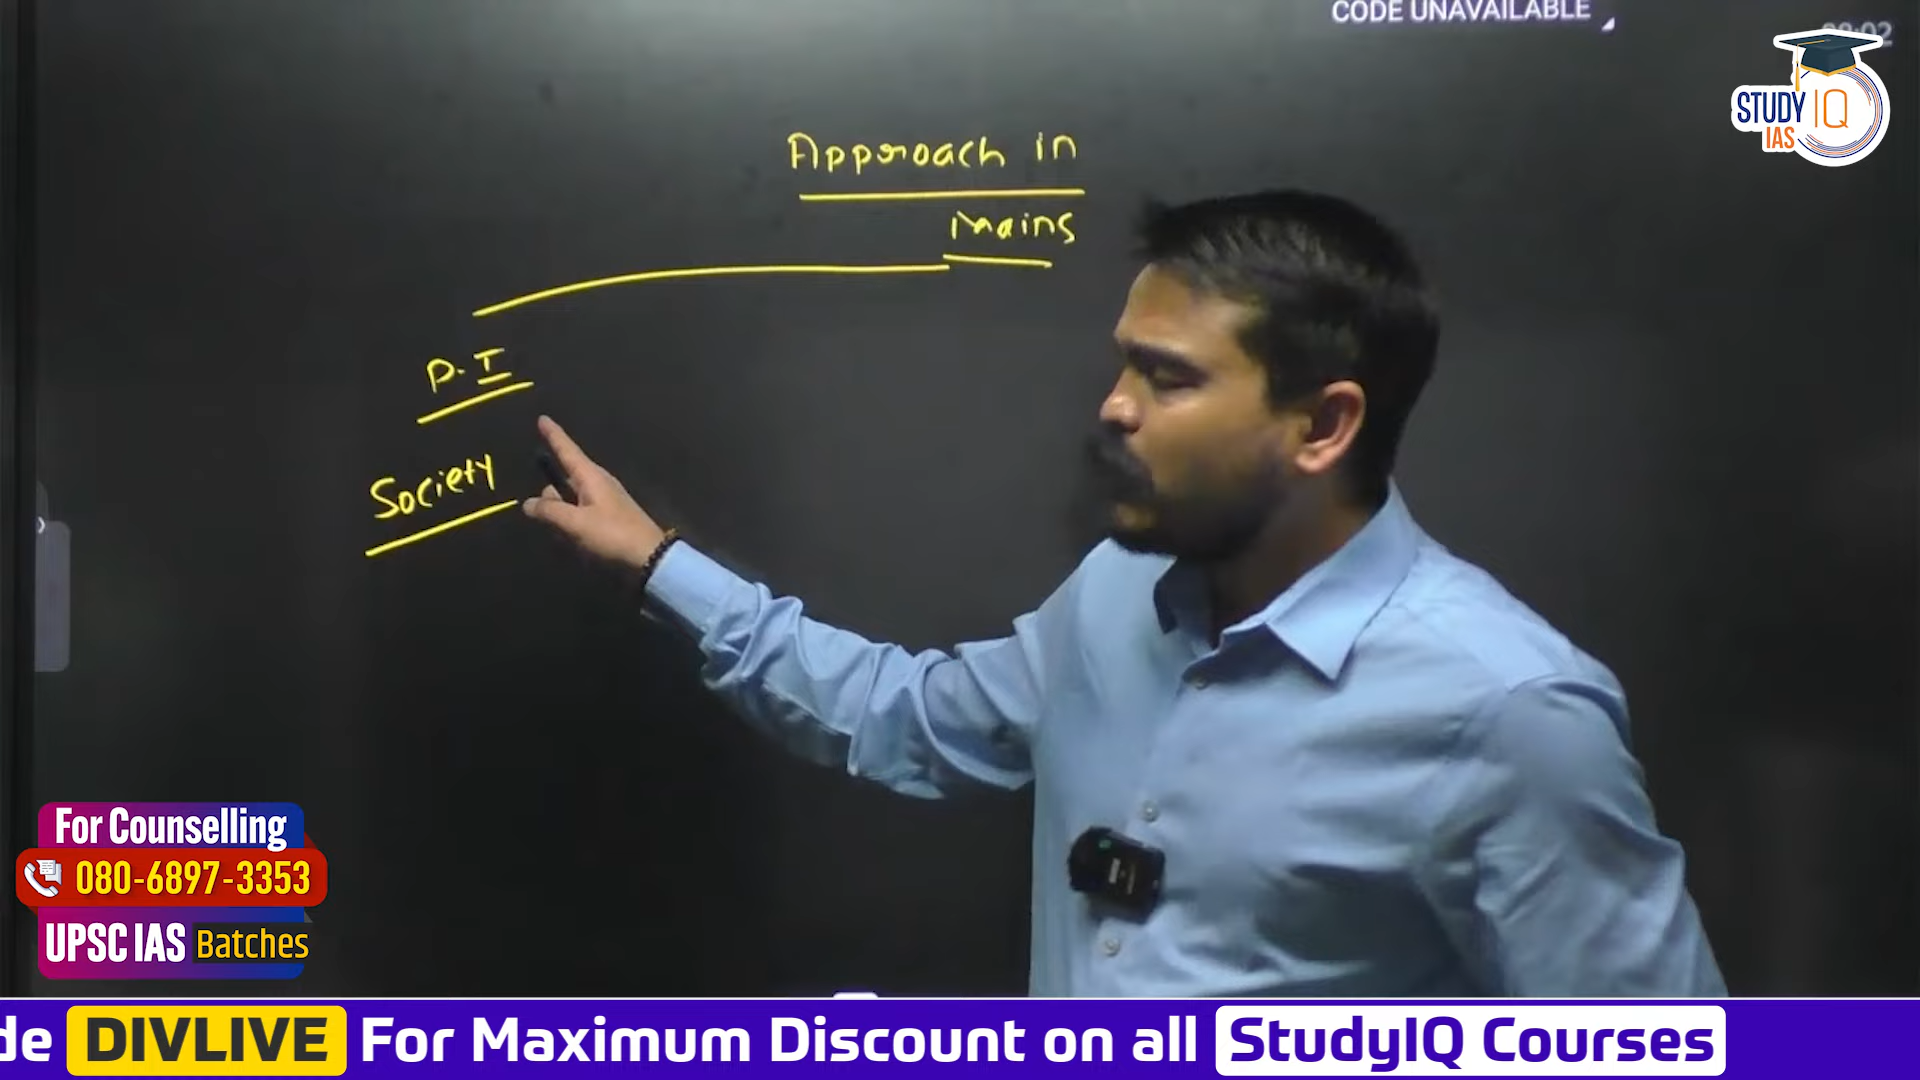 CODE UNAVAILABLE
STUDY IQ
IAS
Approach in
Mains
P. I
Society
For Counselling
080-6897-3353
UPSC IAS Batches
de DIVLIVE For Maximum Discount on all StudyIQ Courses